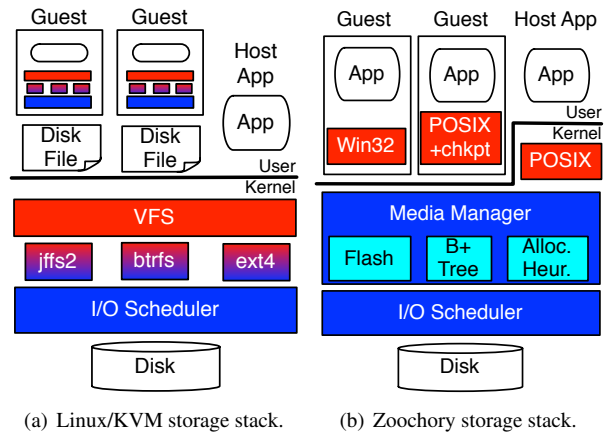 Guest
Guest
Host
App
App
Disk
File
Disk
File
User
Kernel
VFS
jffs2
btrfs
ext4
I/O Scheduler
Disk
(a) Linux/KVM storage stack.
Guest
Guest
Host App
App
App
App
Win32
POSIX
+chkpt
User
Kernel
POSIX
Media Manager
Flash
B+
Tree
Alloc.
Heur.
I/O Scheduler
Disk
(b) Zoochory storage stack.